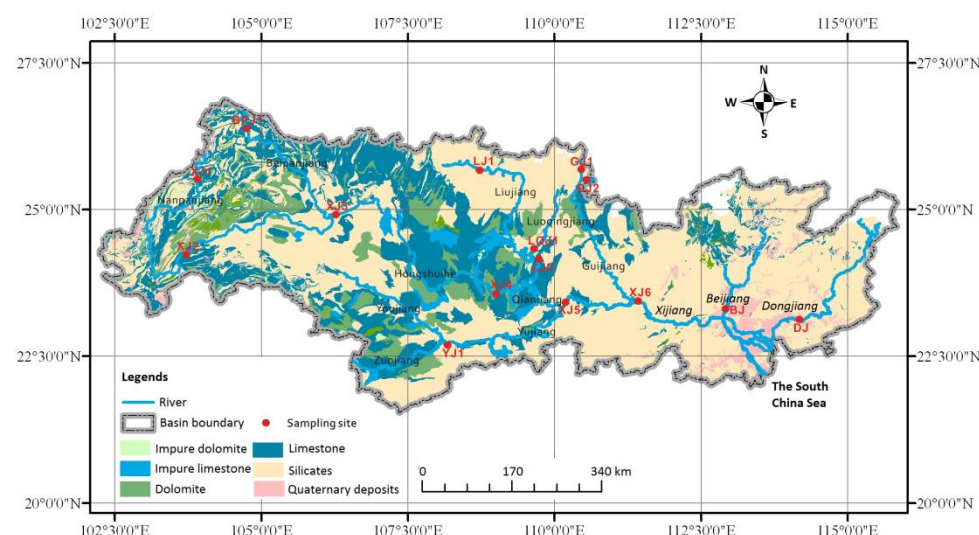 102°30'0"E 105°0'0"E 107°30'0"E 110°0'0"E 112°30'0"E 115°0'0"E
27°30'0"N 27°30'0"N
N
W E
S
BPJ1
Beipanjiang
LJ1
GJ1
XJ1
Liujiang
Nanpanjiang
25°0'0"N 25°0'0"N
XJ3
Luoqingjiang
XJ2
LQJ1
Guijiang
Hongshuihe
XJ4
Qianjiang
XJ6
Beijiang
Dongjiang
Youjiang
XJ5
Xijiang
BJ
DJ
Yujiang
YJ1
Zuojiang
22°30'0"N 22°30'0"N
The South
China Sea
Legends
River
Basin boundary
Sampling site
Impure dolomite
Limestone
Impure limestone
Silicates
Dolomite
Quaternary deposits
0 170 340 km
20°0'0"N 20°0'0"N
102°30'0"E 105°0'0"E 107°30'0"E 110°0'0"E 112°30'0"E 115°0'0"E